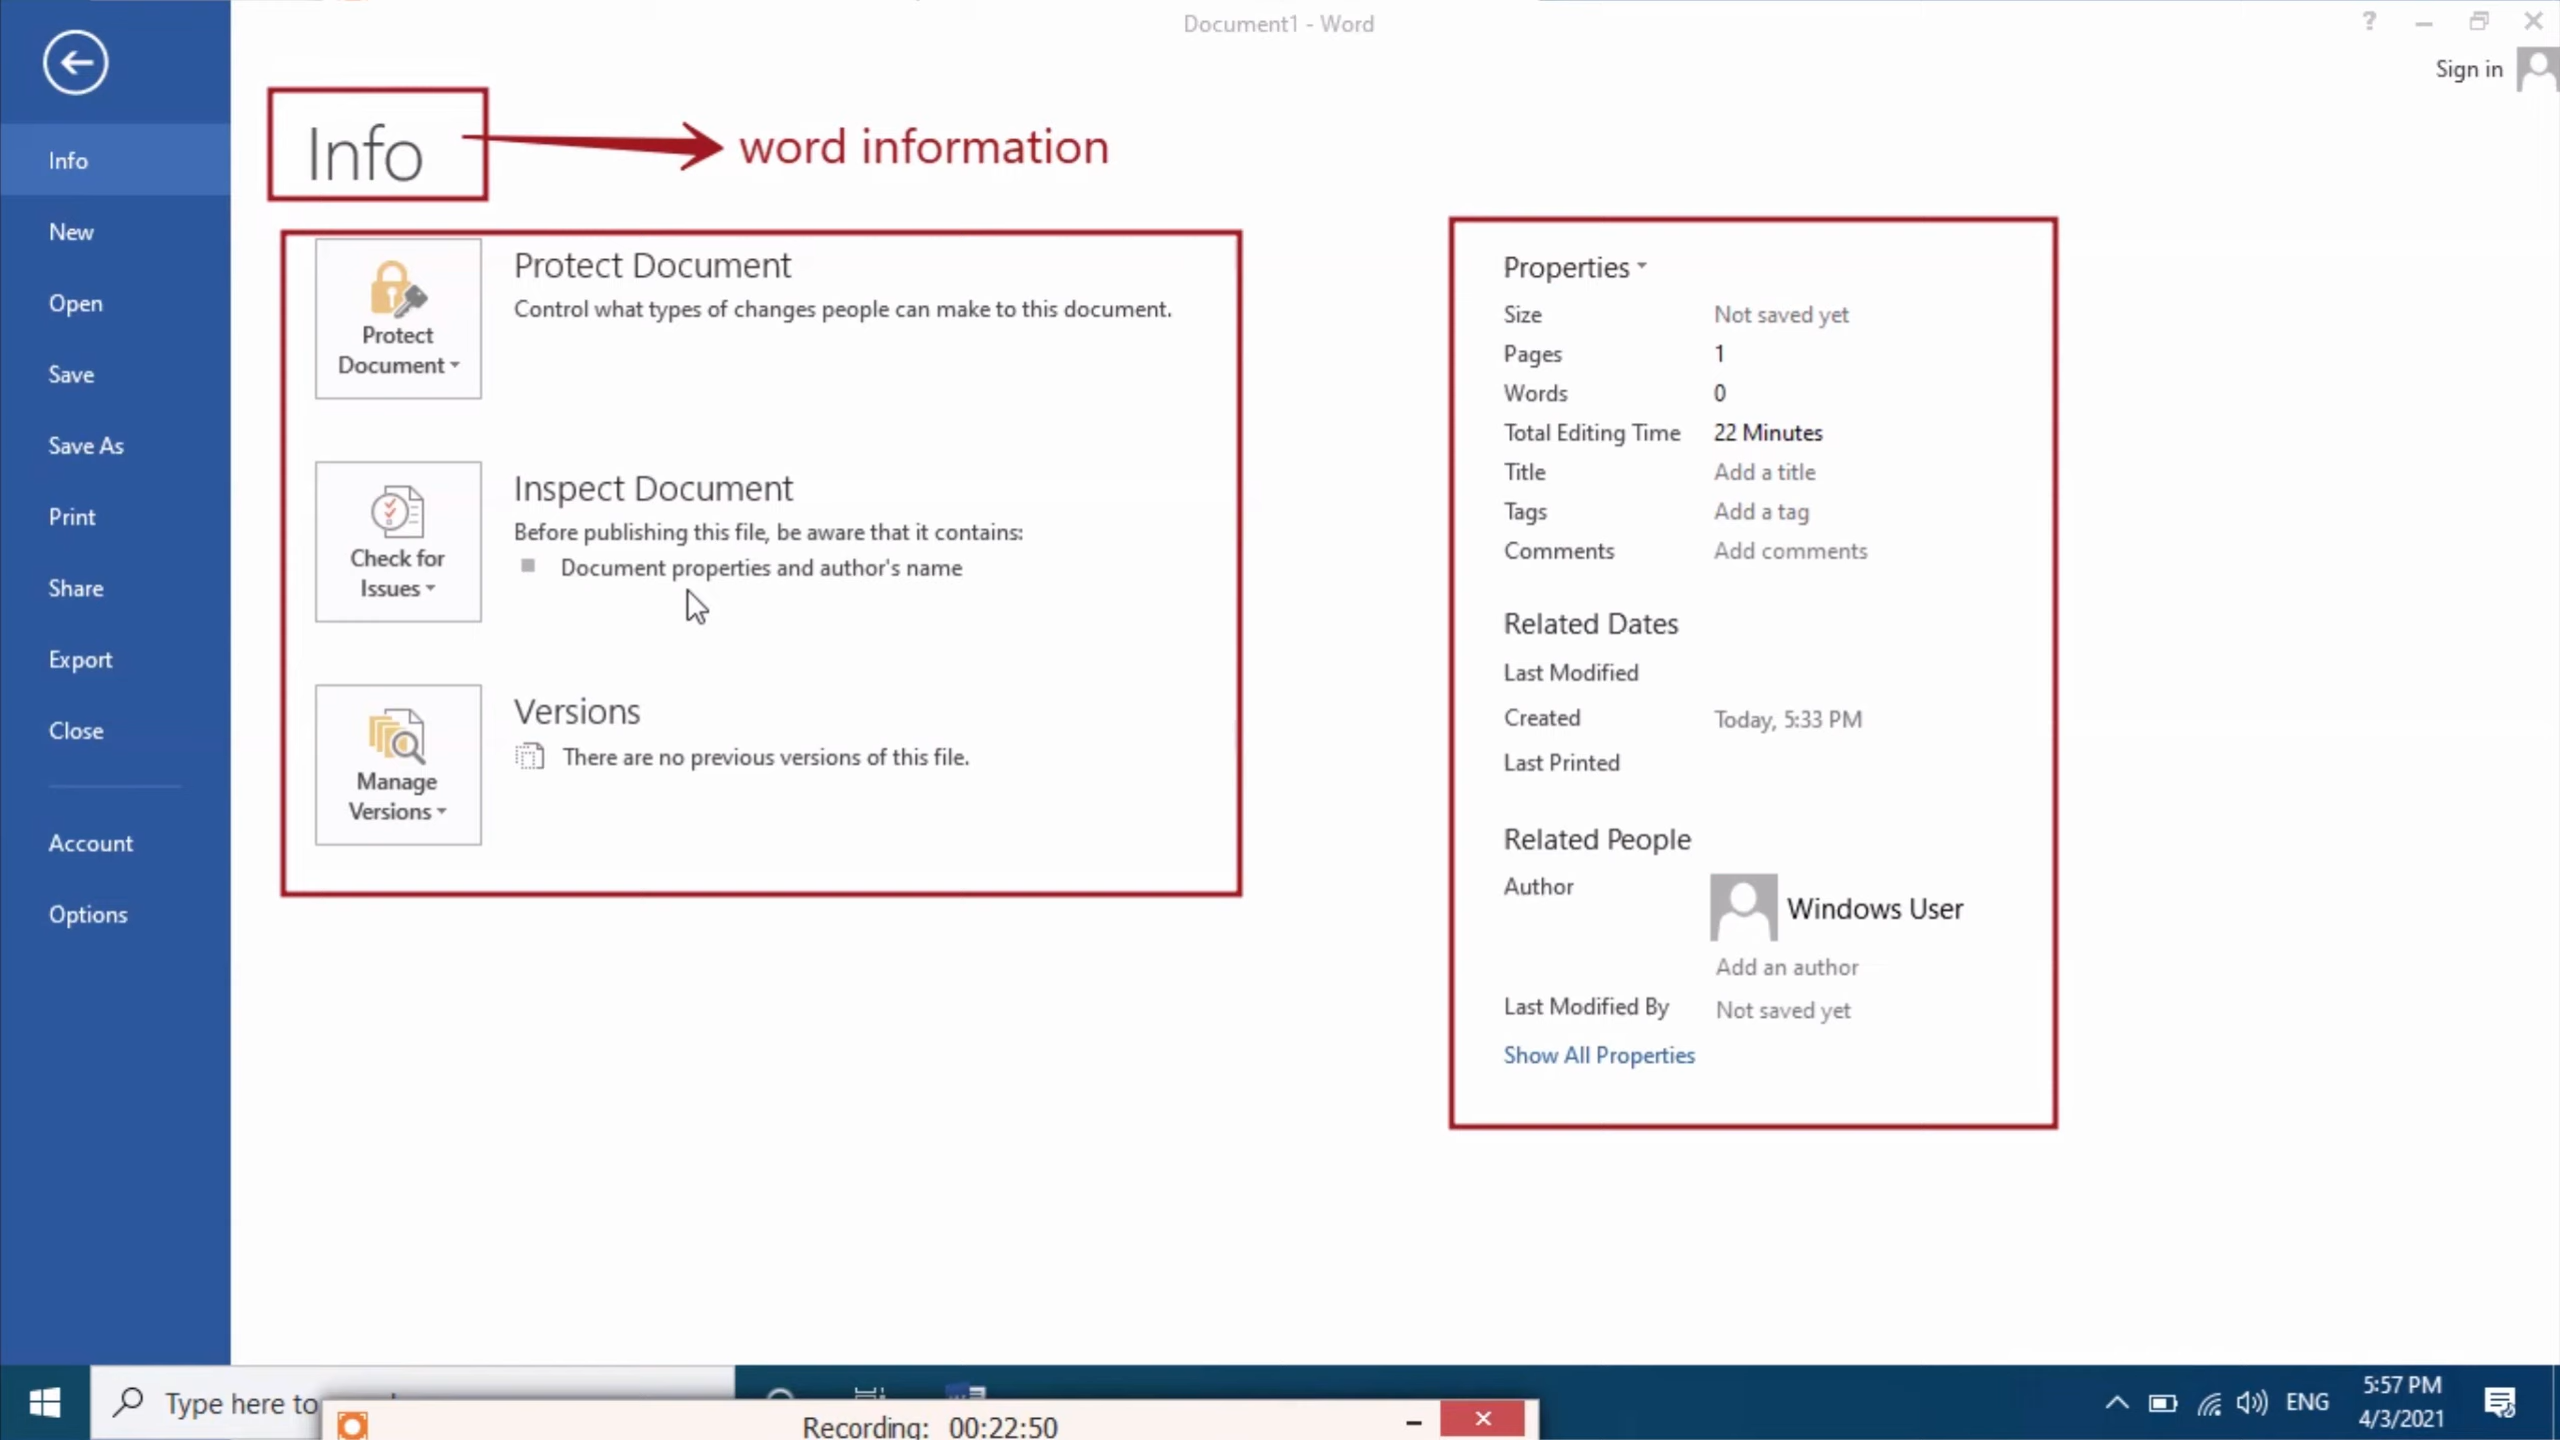 Document1 - Word
?
Sign in
Info
New
Open
Save
Save As
Print
Share
Export
Close
Account
Options
Info
word information
Protect Document
Protect Document
Control what types of changes people can make to this document.
Check for Issues
Inspect Document
Before publishing this file, be aware that it contains:
Document properties and author's name
Manage Versions
Versions
There are no previous versions of this file.
Properties
Size Not saved yet
Pages 1
Words 0
Total Editing Time 22 Minutes
Title Add a title
Tags Add a tag
Comments Add comments
Related Dates
Last Modified
Created Today, 5:33 PM
Last Printed
Related People
Author Windows User
Add an author
Last Modified By Not saved yet
Show All Properties
Type here to
Recording: 00:22:50
ENG
5:57 PM
4/3/2021